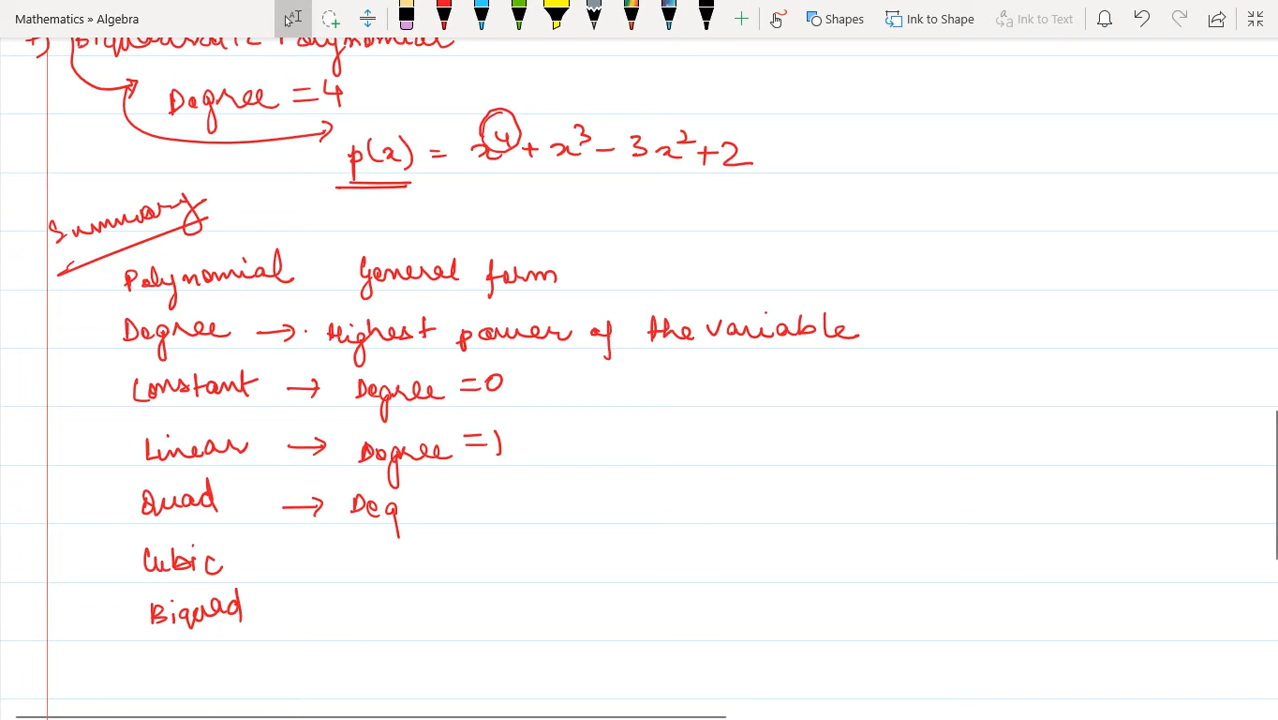 Mathematics » Algebra
Shapes
Ink to Shape
Ink to Text
Polynomial
Degree = 4
p(x) = x⁴ + x³ - 3x² + 2
Summary
Polynomial General form
Degree → Highest power of the variable
Constant → Degree = 0
Linear → Degree = 1
Quad → Deg
Cubic
Biquad